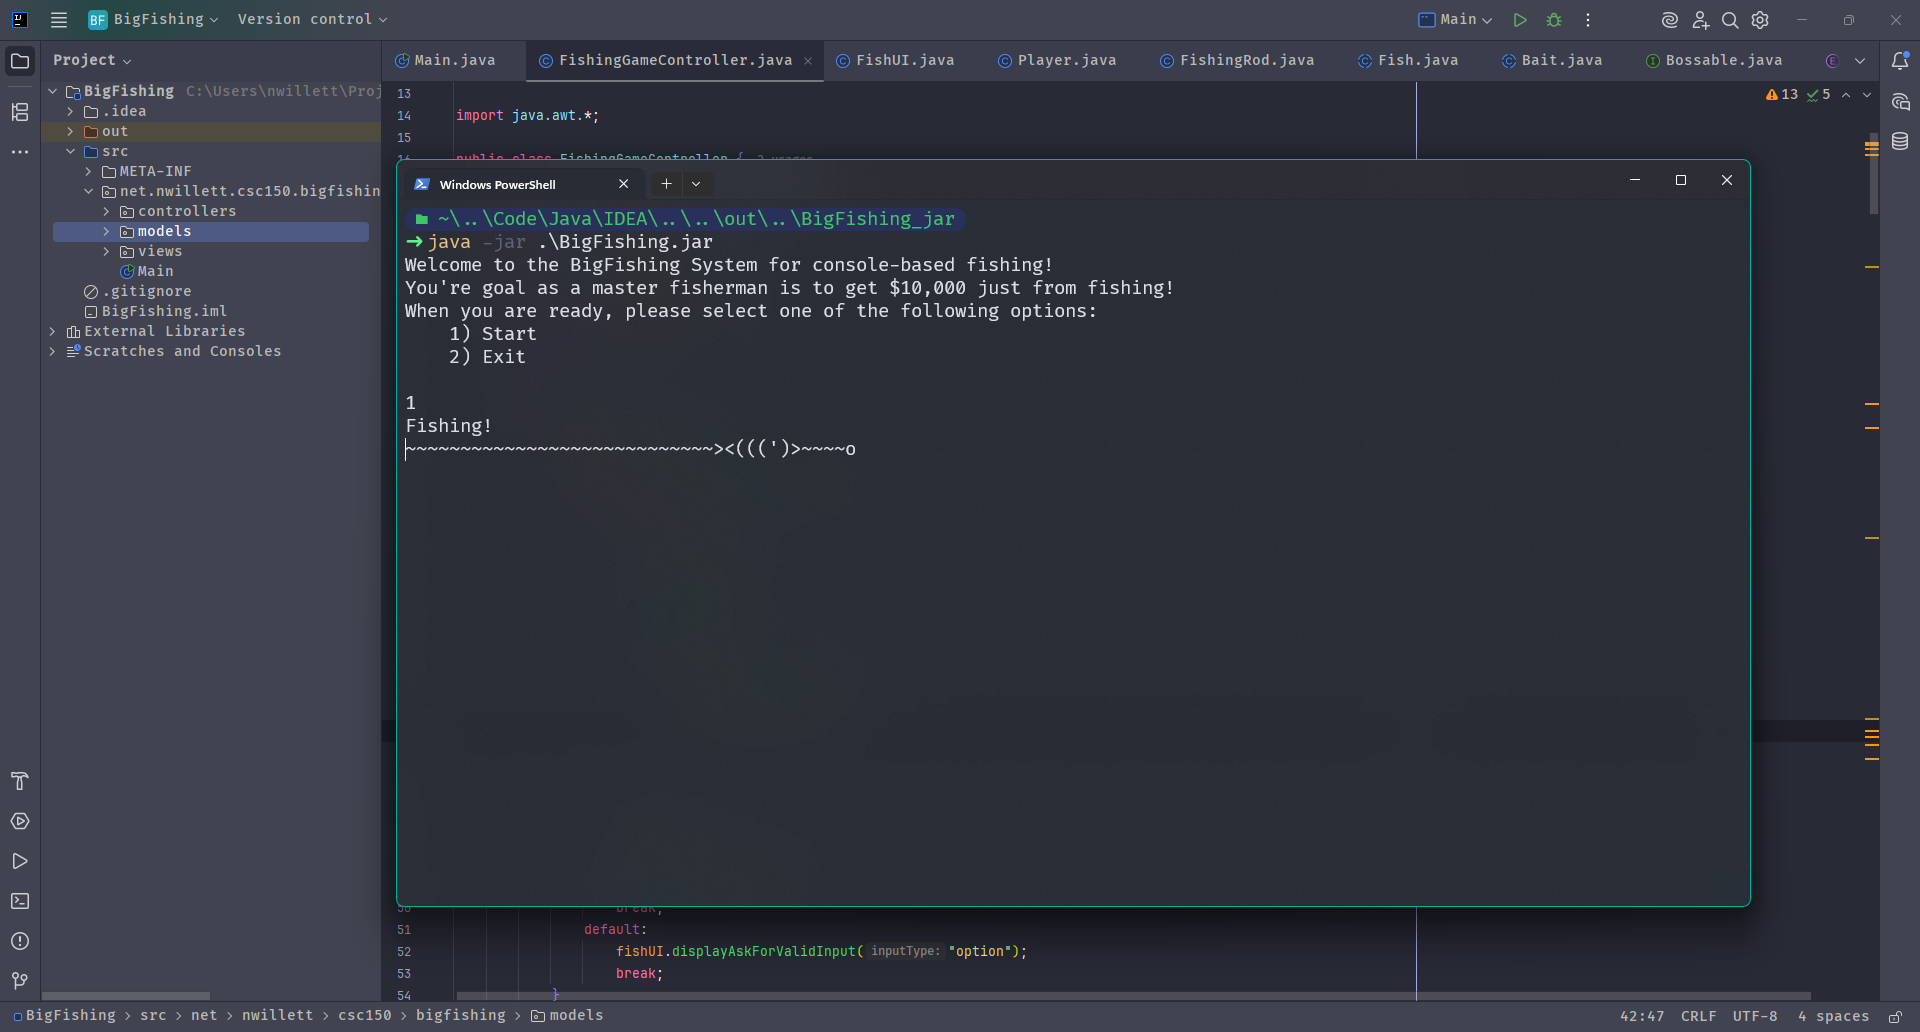 BF BigFishing Version control Main
Project
Main.java FishingGameController.java FishUI.java Player.java FishingRod.java Fish.java Bait.java Bossable.java
BigFishing C:\Users\nwillett\Proj
.idea
out
src
META-INF
net.nwillett.csc150.bigfishin
controllers
models
views
Main
.gitignore
BigFishing.iml
External Libraries
Scratches and Consoles
13
14 import java.awt.*;
15
16 public class FishingGameController {
13 5
Windows PowerShell
~\..\Code\Java\IDEA\..\..\out\..\BigFishing_jar
java -jar .\BigFishing.jar
Welcome to the BigFishing System for console-based fishing!
You're goal as a master fisherman is to get $10,000 just from fishing!
When you are ready, please select one of the following options:
1) Start
2) Exit
1
Fishing!
~~~~~~~~~~~~~~~~~~~~~~~~~~~~><(((')>~~~~o
50 break;
51 default:
52 fishUI.displayAskForValidInput( inputType: "option");
53 break;
54 }
BigFishing > src > net > nwillett > csc150 > bigfishing > models
42:47 CRLF UTF-8 4 spaces